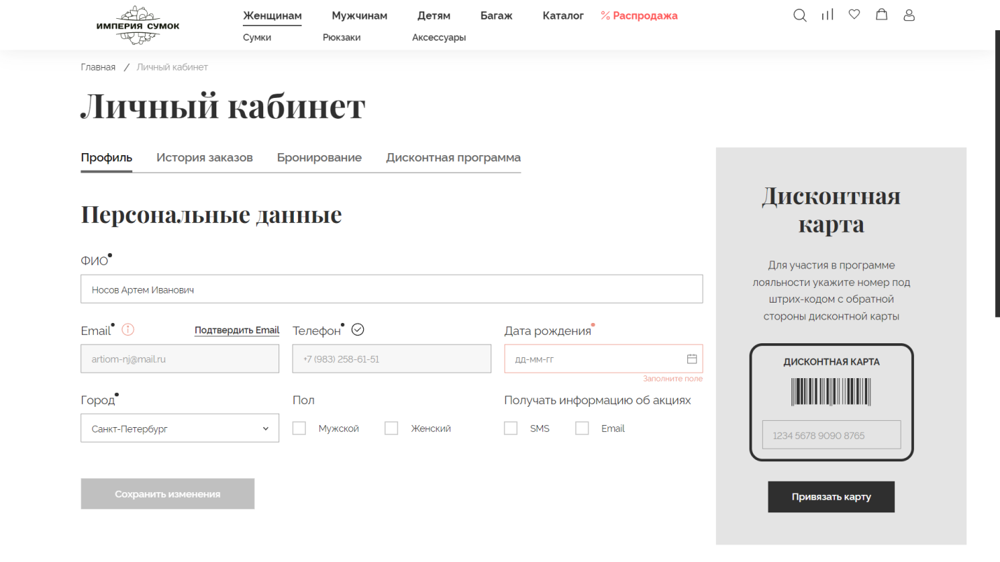 ИМПЕРИЯ СУМОК
Женщинам Мужчинам Детям Багаж Каталог % Распродажа
Сумки Рюкзаки Аксессуары
Главная / Личный кабинет
Личный кабинет
Профиль История заказов Бронирование Дисконтная программа
Персональные данные
ФИО
Носов Артем Иванович
Email Подтвердить Email Телефон Дата рождения
artiom-nj@mail.ru +7 (983) 258-61-51 дд-мм-гг
Заполните поле
Город Пол Получать информацию об акциях
Санкт-Петербург Мужской Женский SMS Email
Сохранить изменения
Дисконтная
карта
Для участия в программе
лояльности укажите номер под
штрих-кодом с обратной
стороны дисконтной карты
ДИСКОНТНАЯ КАРТА
1234 5678 9090 8765
Привязать карту